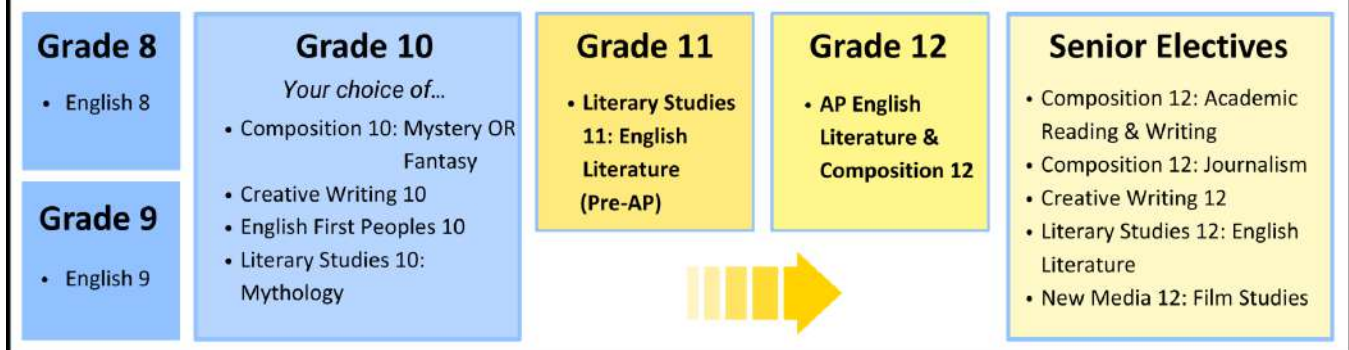 Grade 8
• English 8
Grade 9
• English 9
Grade 10
Your choice of...
• Composition 10: Mystery OR
Fantasy
• Creative Writing 10
• English First Peoples 10
• Literary Studies 10:
Mythology
Grade 11
• Literary Studies
11: English
Literature
(Pre-AP)
Grade 12
• AP English
Literature &
Composition 12
Senior Electives
• Composition 12: Academic
Reading & Writing
• Composition 12: Journalism
• Creative Writing 12
• Literary Studies 12: English
Literature
• New Media 12: Film Studies